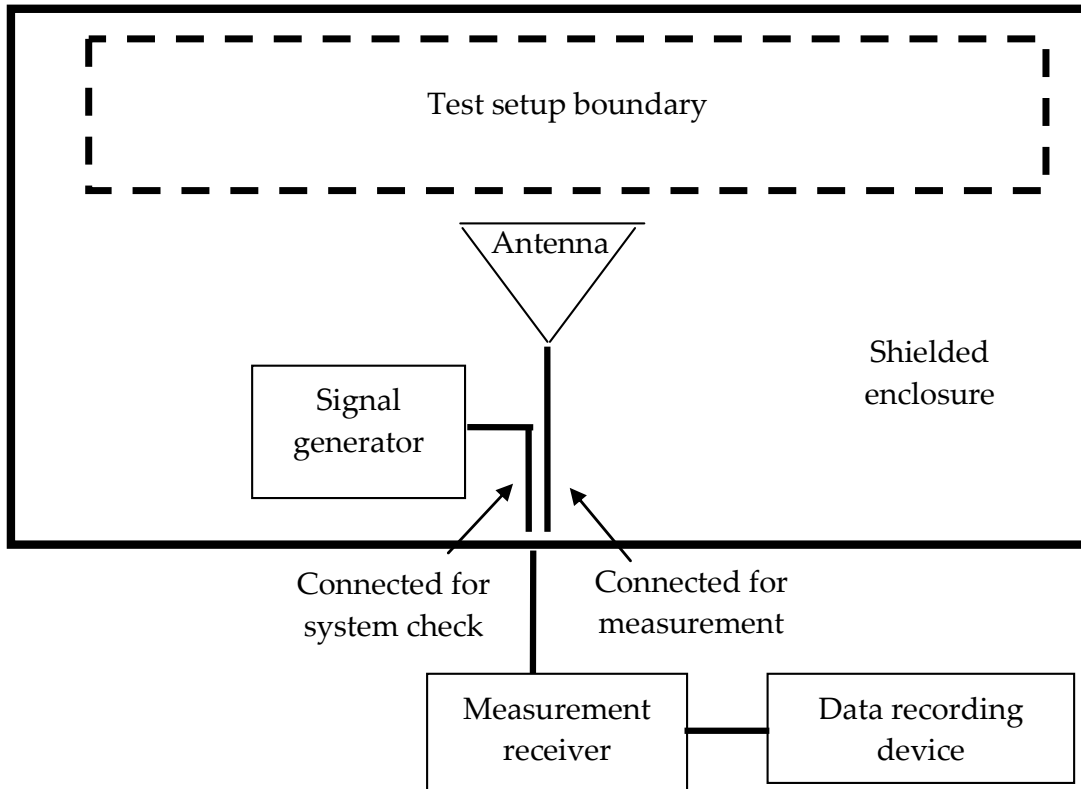 Test setup boundary
Antenna
Shielded
enclosure
Signal
generator
Connected for
system check
Connected for
measurement
Measurement
receiver
Data recording
device